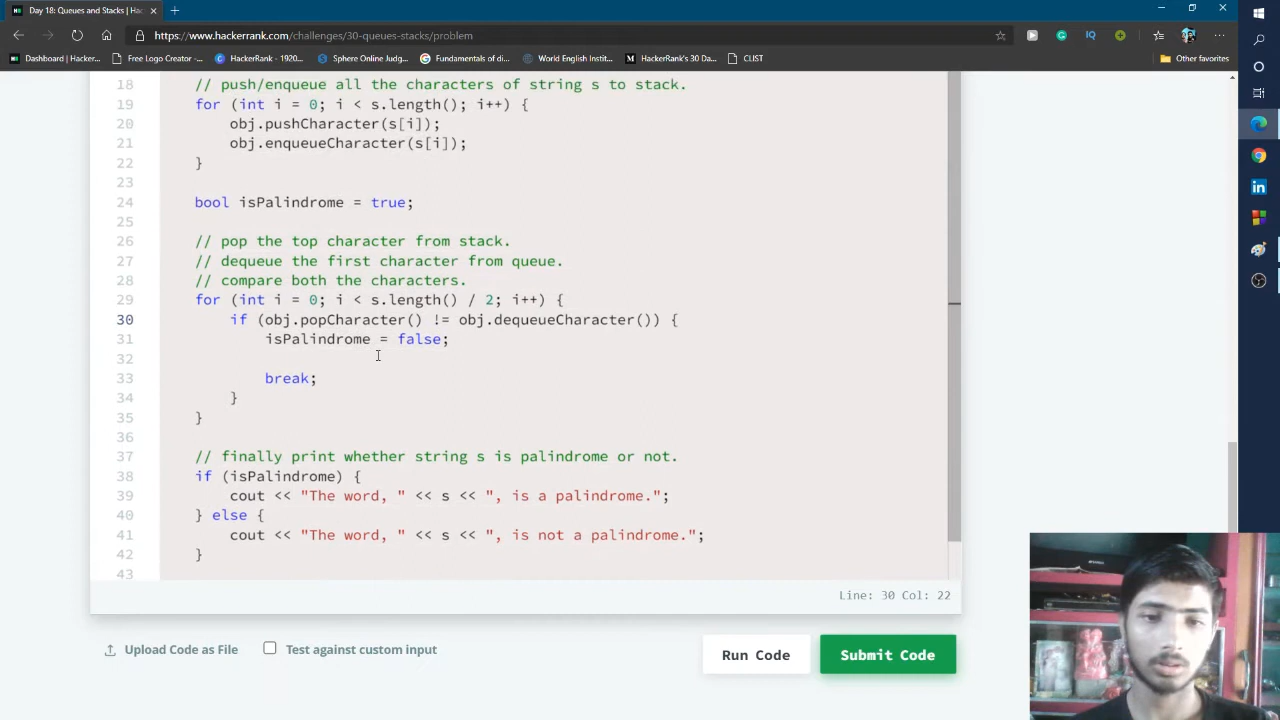 Day 18: Queues and Stacks | Hac
https://www.hackerrank.com/challenges/30-queues-stacks/problem
Dashboard | Hacker...
Free Logo Creator -...
HackerRank - 1920...
Sphere Online Judg...
Fundamentals of di...
World English Insti...
HackerRank's 30 Da...
CLIST
Other favorites
18 // push/enqueue all the characters of string s to stack.
19 for (int i = 0; i < s.length(); i++) {
20 obj.pushCharacter(s[i]);
21 obj.enqueueCharacter(s[i]);
22 }
23
24 bool isPalindrome = true;
25
26 // pop the top character from stack.
27 // dequeue the first character from queue.
28 // compare both the characters.
29 for (int i = 0; i < s.length() / 2; i++) {
30 if (obj.popCharacter() != obj.dequeueCharacter()) {
31 isPalindrome = false;
32
33 break;
34 }
35 }
36
37 // finally print whether string s is palindrome or not.
38 if (isPalindrome) {
39 cout << "The word, " << s << ", is a palindrome.";
40 } else {
41 cout << "The word, " << s << ", is not a palindrome.";
42 }
43
Line: 30 Col: 22
Upload Code as File
Test against custom input
Run Code
Submit Code